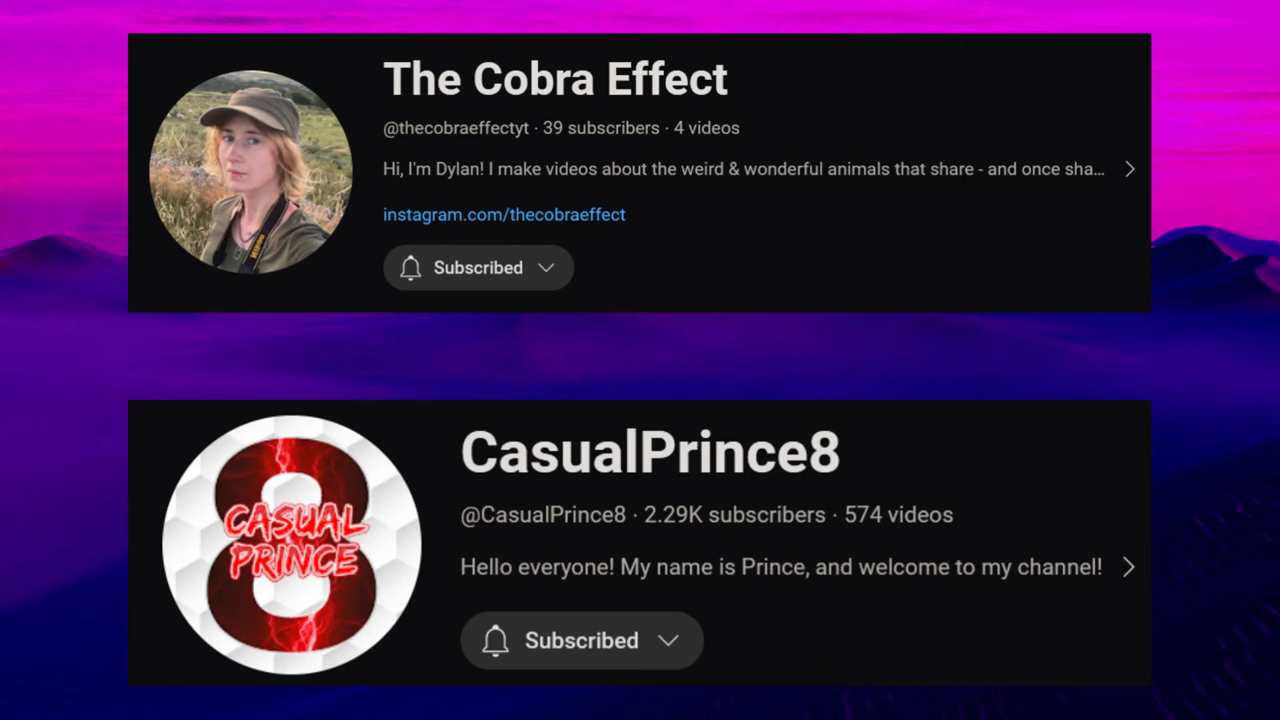 The Cobra Effect
@thecobraeffectyt · 39 subscribers · 4 videos
Hi, I'm Dylan! I make videos about the weird & wonderful animals that share - and once sha...
instagram.com/thecobraeffect
Subscribed
CasualPrince8
@CasualPrince8 · 2.29K subscribers · 574 videos
Hello everyone! My name is Prince, and welcome to my channel!
Subscribed
8
CASUAL
PRINCE